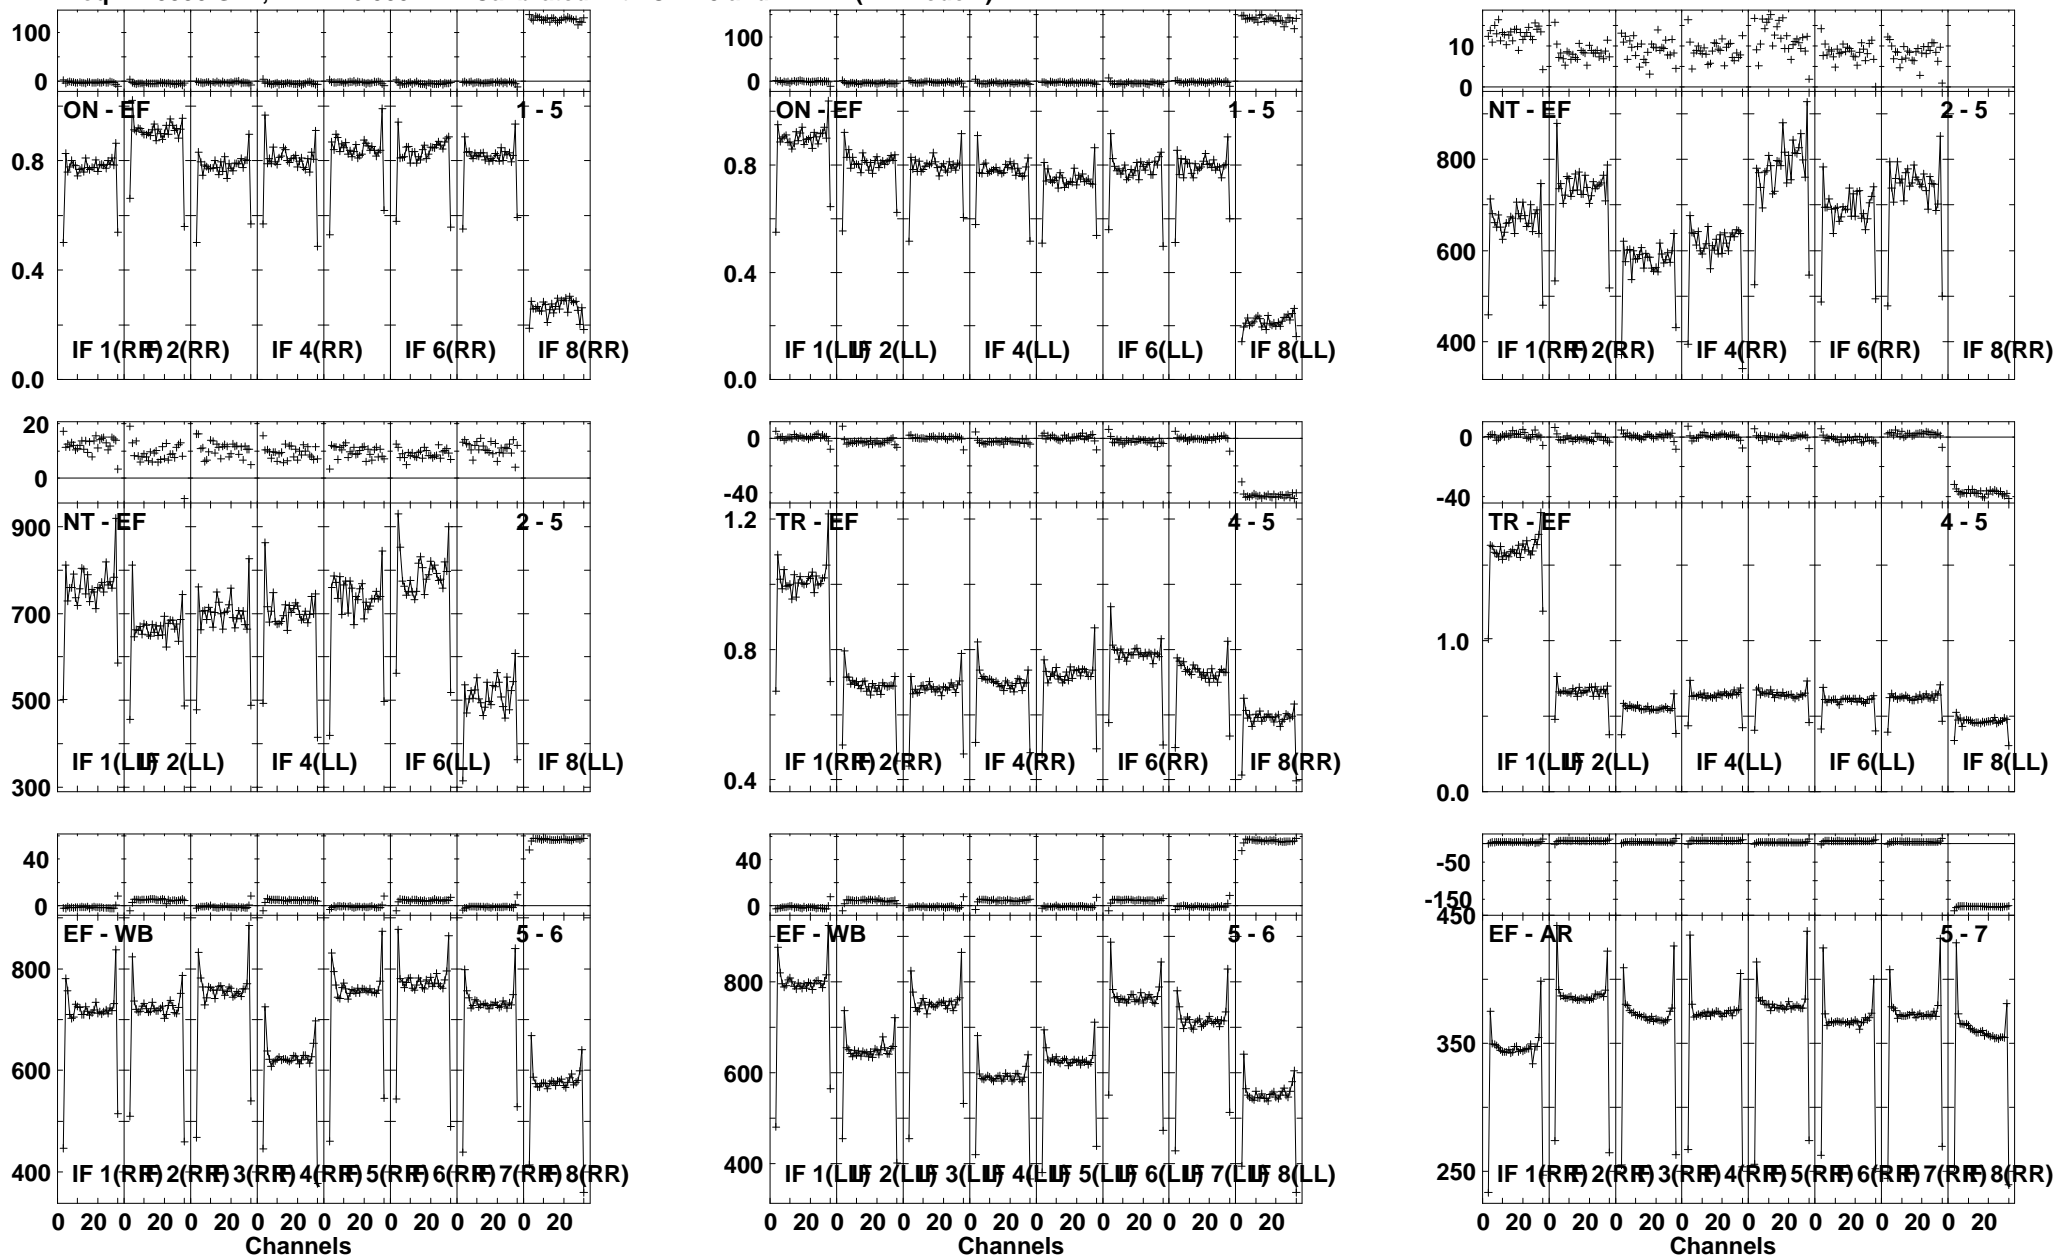 100
0
ON - EF 1 - 5
0.8
0.4
0.0
IF 1(RR) IF 2(RR) IF 4(RR) IF 6(RR) IF 8(RR)
100
0
ON - EF 1 - 5
0.8
0.4
0.0
IF 1(LL) IF 2(LL) IF 4(LL) IF 6(LL) IF 8(LL)
10
0
NT - EF 2 - 5
800
600
400
IF 1(RR) IF 2(RR) IF 4(RR) IF 6(RR) IF 8(RR)
20
0
NT - EF 2 - 5
900
700
500
300
IF 1(LL) IF 2(LL) IF 4(LL) IF 6(LL) IF 8(LL)
0
-40
TR - EF 4 - 5
1.2
0.8
0.4
IF 1(RR) IF 2(RR) IF 4(RR) IF 6(RR) IF 8(RR)
0
-40
TR - EF 4 - 5
1.0
0.0
IF 1(LL) IF 2(LL) IF 4(LL) IF 6(LL) IF 8(LL)
40
0
EF - WB 5 - 6
800
600
400
IF 1(RR) IF 2(RR) IF 3(RR) IF 4(RR) IF 5(RR) IF 6(RR) IF 7(RR) IF 8(RR)
0 20 0 20 0 20 0 20 0 20 0 20 0 20 0 20
Channels
40
0
EF - WB 5 - 6
800
600
400
IF 1(LL) IF 2(LL) IF 3(LL) IF 4(LL) IF 5(LL) IF 6(LL) IF 7(LL) IF 8(LL)
0 20 0 20 0 20 0 20 0 20 0 20 0 20 0 20
Channels
-50
-150
EF - AR 5 - 7
450
350
250
IF 1(RR) IF 2(RR) IF 3(RR) IF 4(RR) IF 5(RR) IF 6(RR) IF 7(RR) IF 8(RR)
0 20 0 20 0 20 0 20 0 20 0 20 0 20 0 20
Channels